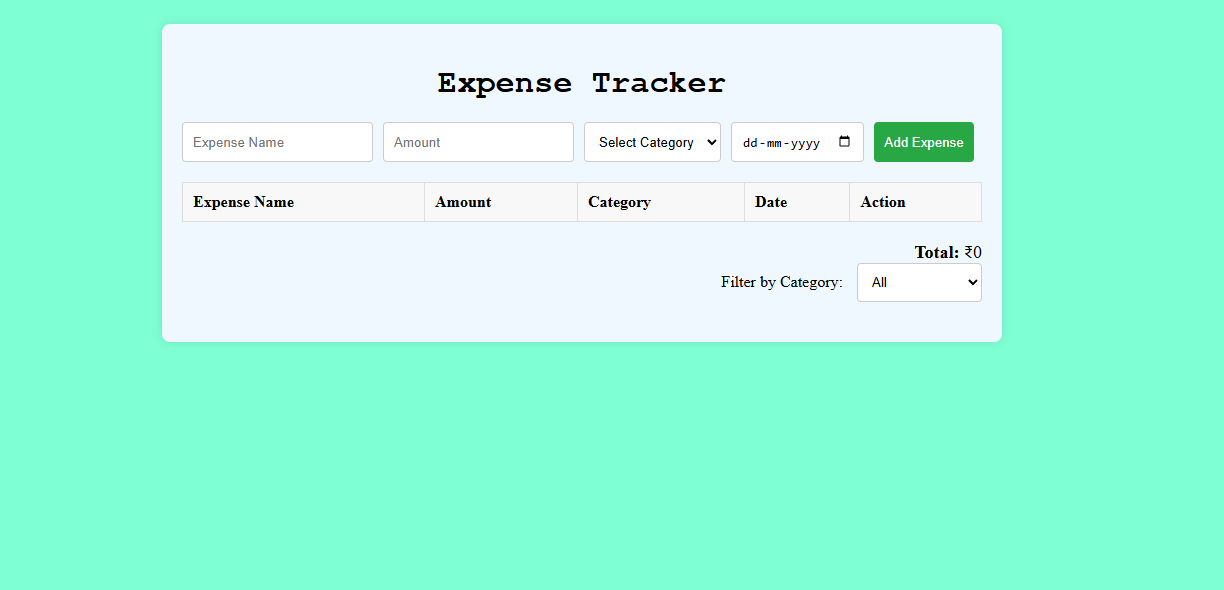 Expense Tracker
Expense Name Amount Select Category dd-mm-yyyy Add Expense
Expense Name Amount Category Date Action
Total: ₹0
Filter by Category: All